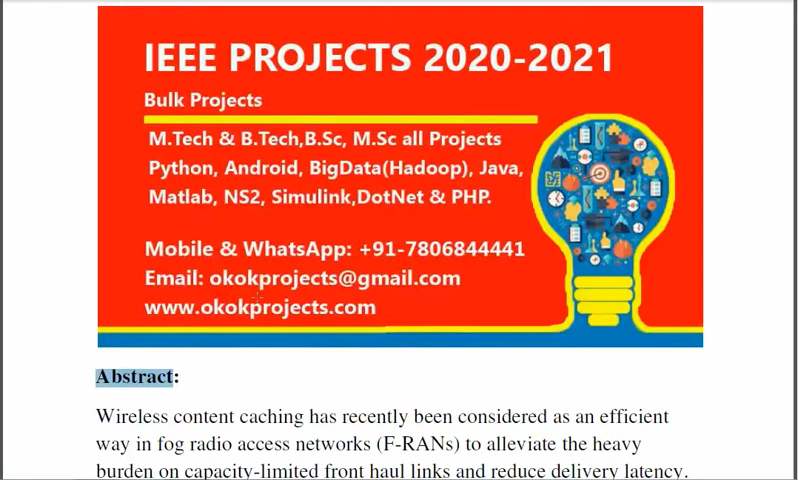 IEEE PROJECTS 2020-2021
Bulk Projects
M.Tech & B.Tech,B.Sc, M.Sc all Projects
Python, Android, BigData(Hadoop), Java,
Matlab, NS2, Simulink,DotNet & PHP.
Mobile & WhatsApp: +91-7806844441
Email: okokprojects@gmail.com
www.okokprojects.com
Abstract:
Wireless content caching has recently been considered as an efficient
way in fog radio access networks (F-RANs) to alleviate the heavy
burden on capacity-limited front haul links and reduce delivery latency.